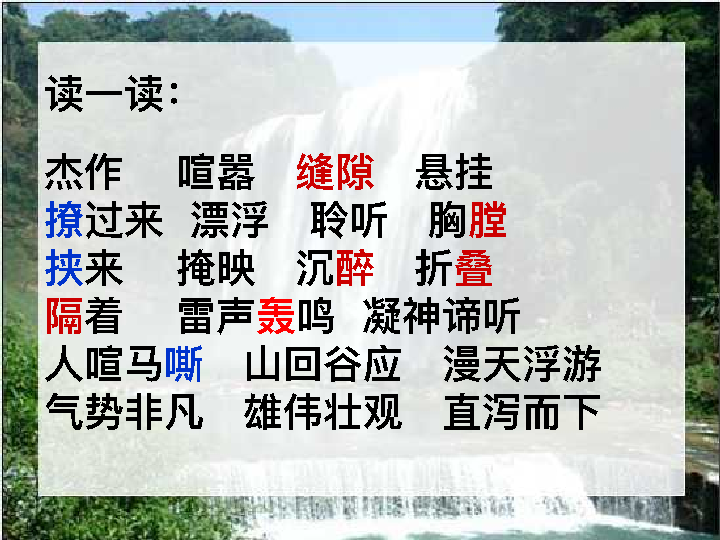 读一读：
杰作 喧嚣 缝隙 悬挂
撩过来 漂浮 聆听 胸膛
挟来 掩映 沉醉 折叠
隔着 雷声轰鸣 凝神谛听
人喧马嘶 山回谷应 漫天浮游
气势非凡 雄伟壮观 直泻而下